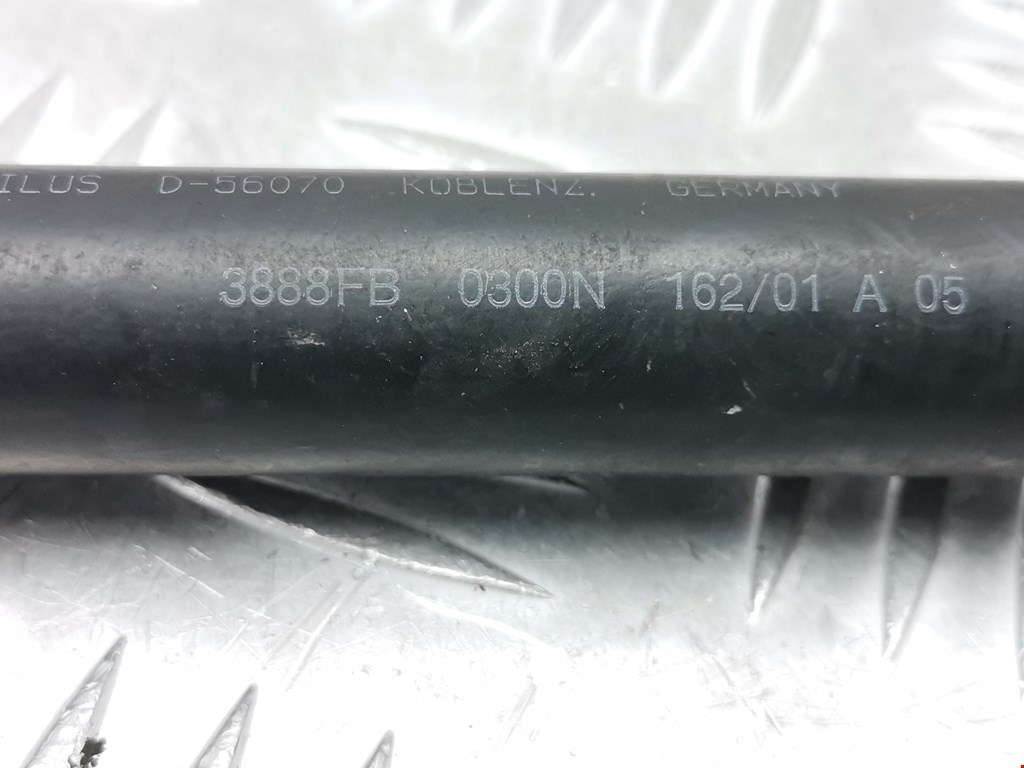 ILUS D-56070 KOBLENZ. GERMANY
3888FB 0300N 162/01 A 05